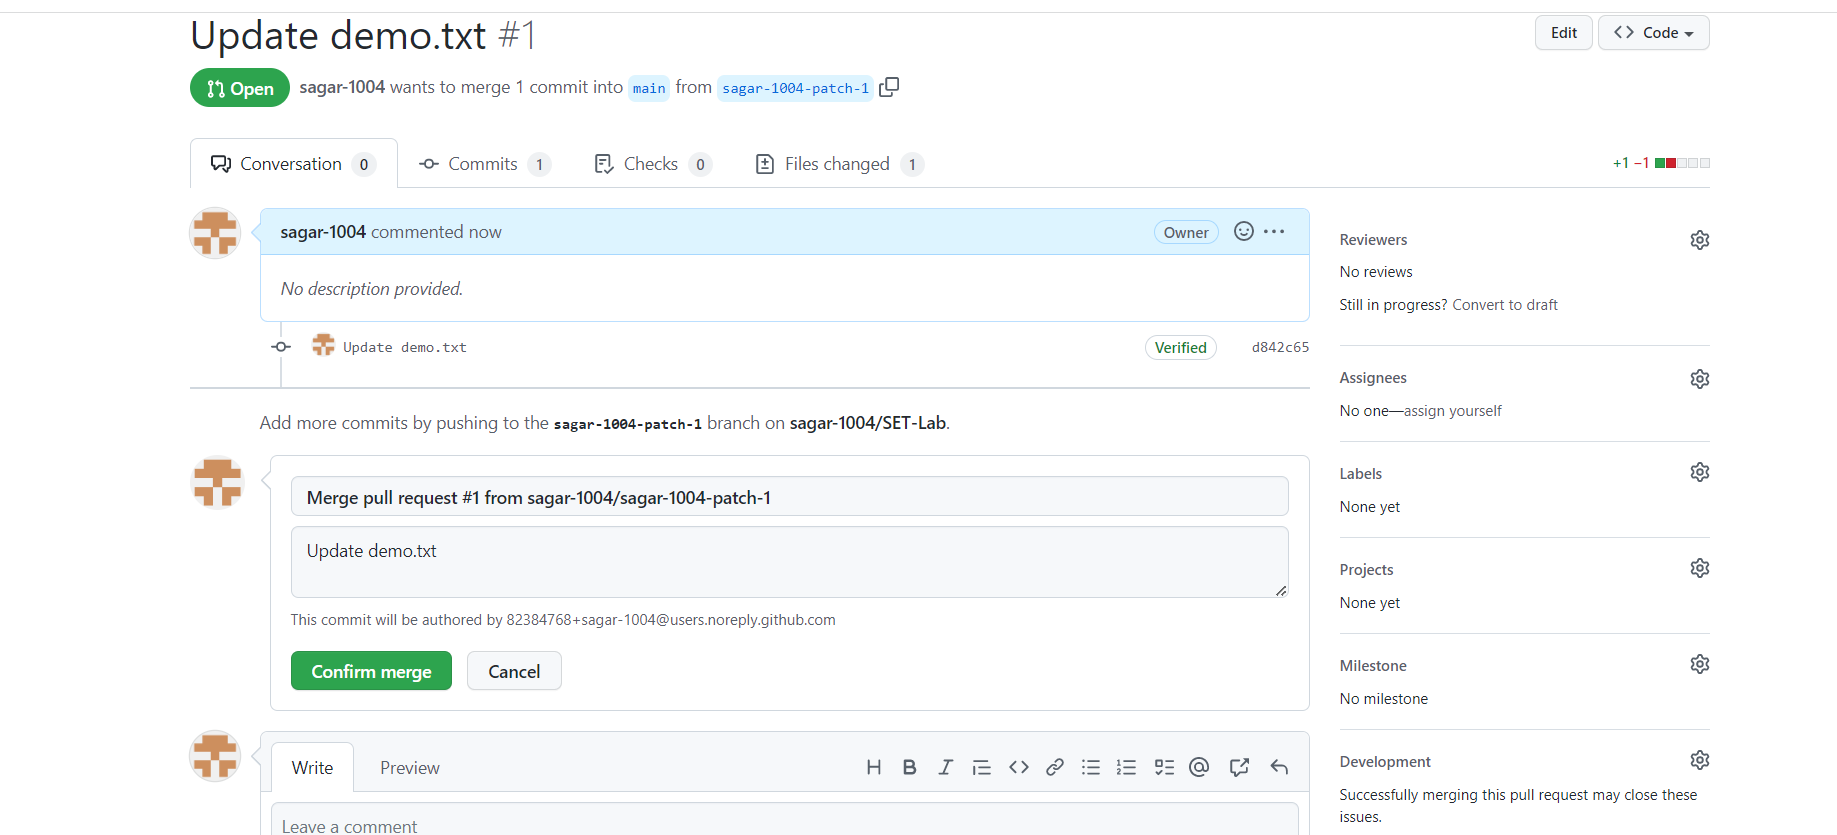 Update demo.txt #1
Edit
Code
Open
sagar-1004 wants to merge 1 commit into main from sagar-1004-patch-1
Conversation 0
Commits 1
Checks 0
Files changed 1
+1 −1
sagar-1004 commented now
Owner
No description provided.
Update demo.txt
Verified
d842c65
Add more commits by pushing to the sagar-1004-patch-1 branch on sagar-1004/SET-Lab.
Merge pull request #1 from sagar-1004/sagar-1004-patch-1
Update demo.txt
This commit will be authored by 82384768+sagar-1004@users.noreply.github.com
Confirm merge
Cancel
Write
Preview
Leave a comment
Reviewers
No reviews
Still in progress? Convert to draft
Assignees
No one—assign yourself
Labels
None yet
Projects
None yet
Milestone
No milestone
Development
Successfully merging this pull request may close these
issues.